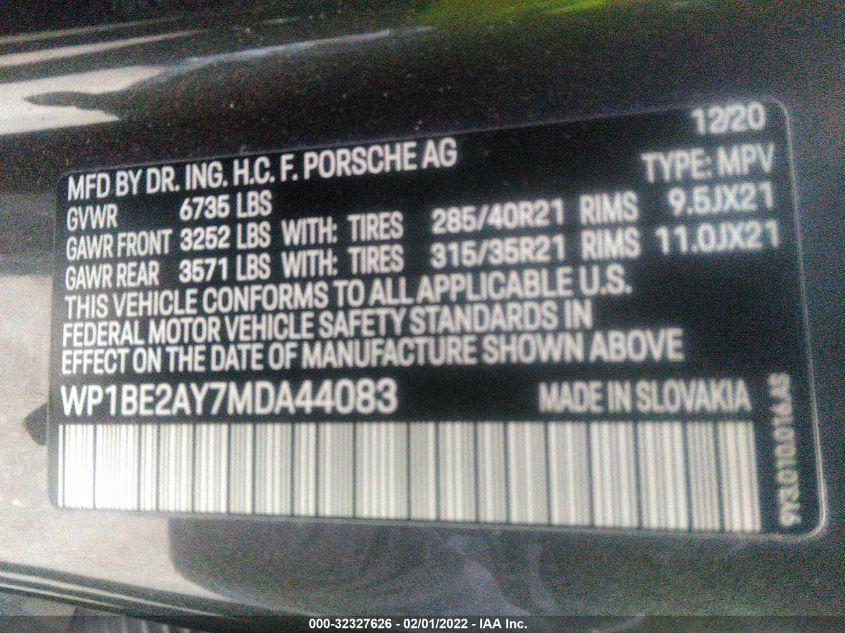 12/20
MFD BY DR. ING. H.C. F. PORSCHE AG TYPE: MPV
GVWR 6735 LBS
GAWR FRONT 3252 LBS WITH: TIRES 285/40R21 RIMS 9.5JX21
GAWR REAR 3571 LBS WITH: TIRES 315/35R21 RIMS 11.0JX21
THIS VEHICLE CONFORMS TO ALL APPLICABLE U.S.
FEDERAL MOTOR VEHICLE SAFETY STANDARDS IN
EFFECT ON THE DATE OF MANUFACTURE SHOWN ABOVE
WP1BE2AY7MDA44083 MADE IN SLOVAKIA
000-32327626 - 02/01/2022 - IAA Inc.